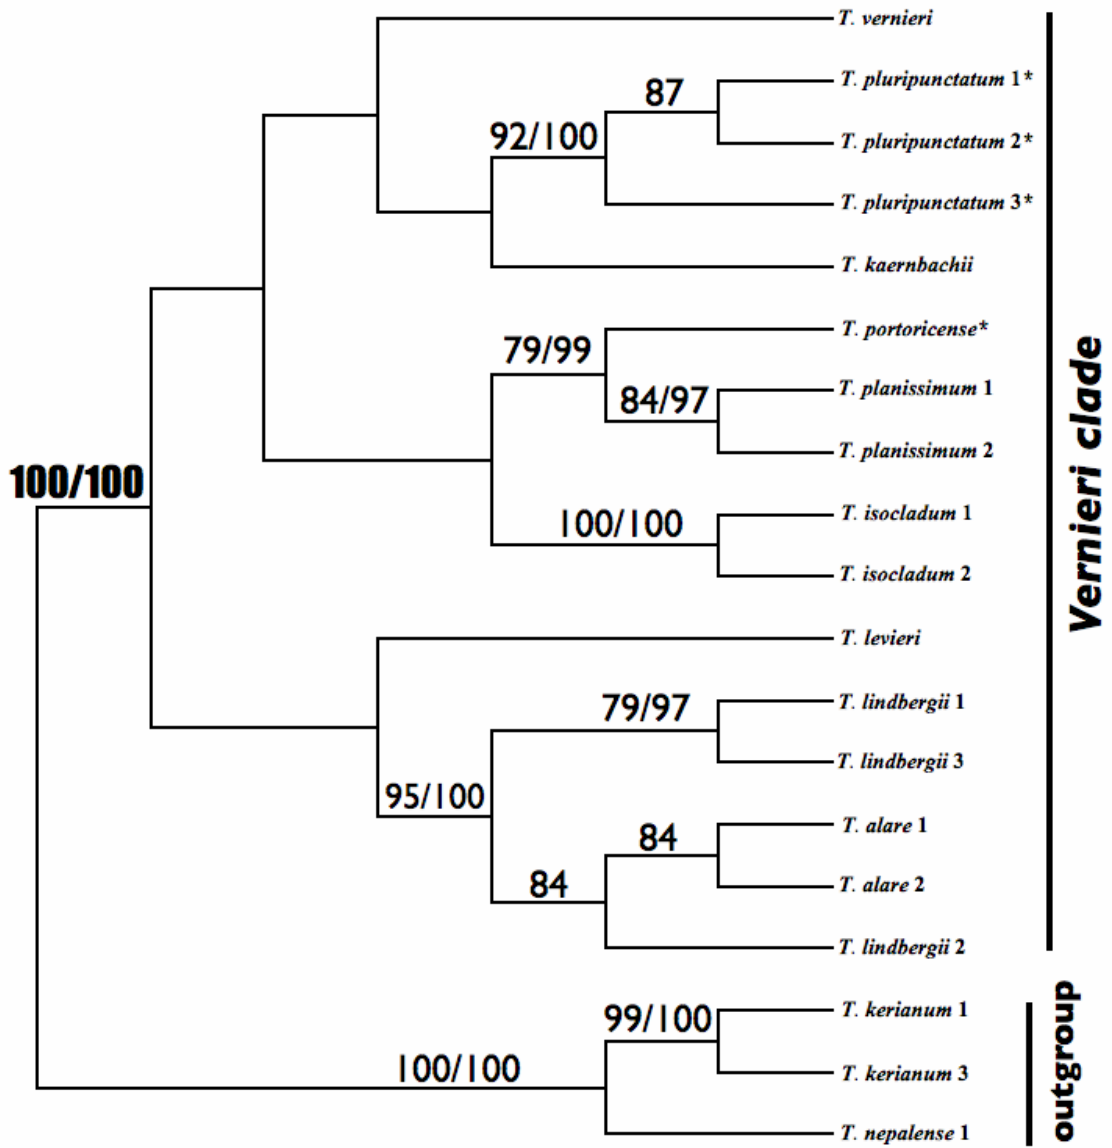 T. vernieri
T. pluripunctatum 1*
87
92/100
T. pluripunctatum 2*
T. pluripunctatum 3*
T. kaernbachii
T. portoricense*
79/99
T. planissimum 1
84/97
T. planissimum 2
100/100
T. isocladum 1
100/100
T. isocladum 2
Vernieri clade
T. levieri
T. lindbergii 1
79/97
T. lindbergii 3
95/100
T. alare 1
84
T. alare 2
84
T. lindbergii 2
T. kerianum 1
99/100
T. kerianum 3
100/100
T. nepalense 1
outgroup